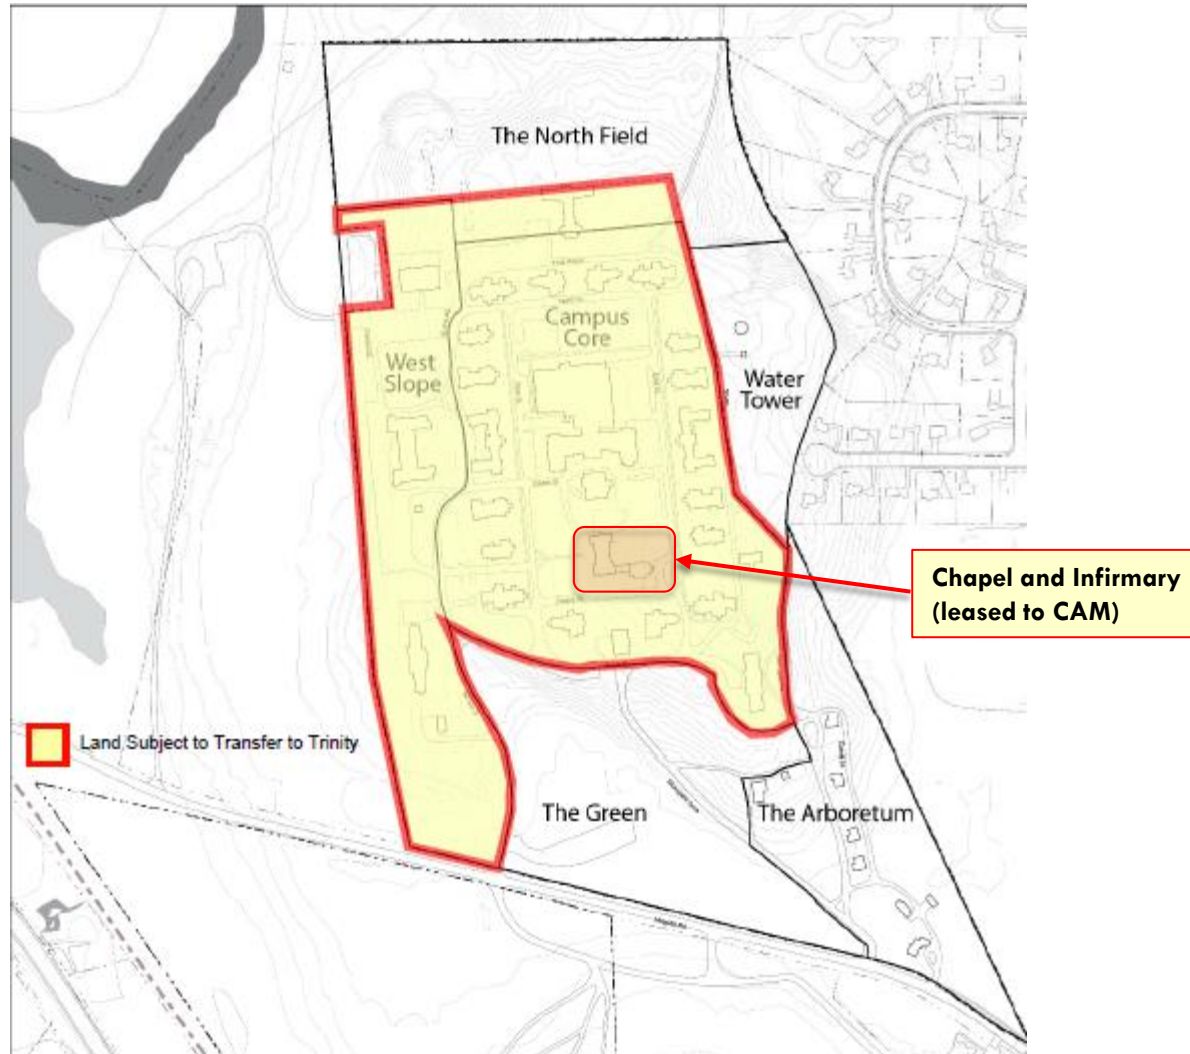 The North Field
Campus
Core
West
Slope
Water
Tower
Chapel and Infirmary
(leased to CAM)
Land Subject to Transfer to Trinity
The Green
The Arboretum